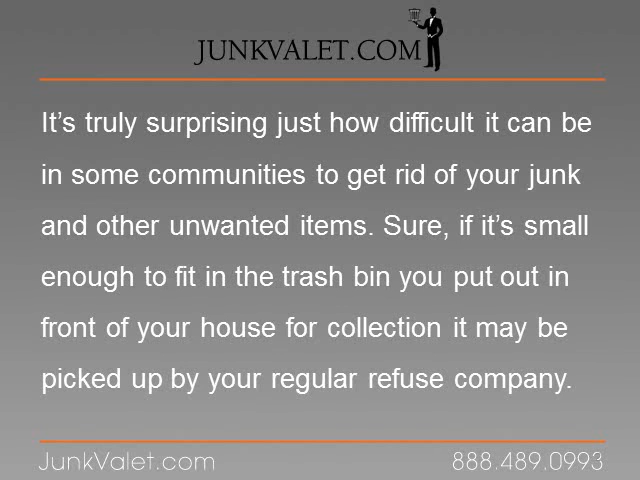 JUNKVALET.COM
It’s truly surprising just how difficult it can be
in some communities to get rid of your junk
and other unwanted items. Sure, if it’s small
enough to fit in the trash bin you put out in
front of your house for collection it may be
picked up by your regular refuse company.
JunkValet.com 888.489.0993